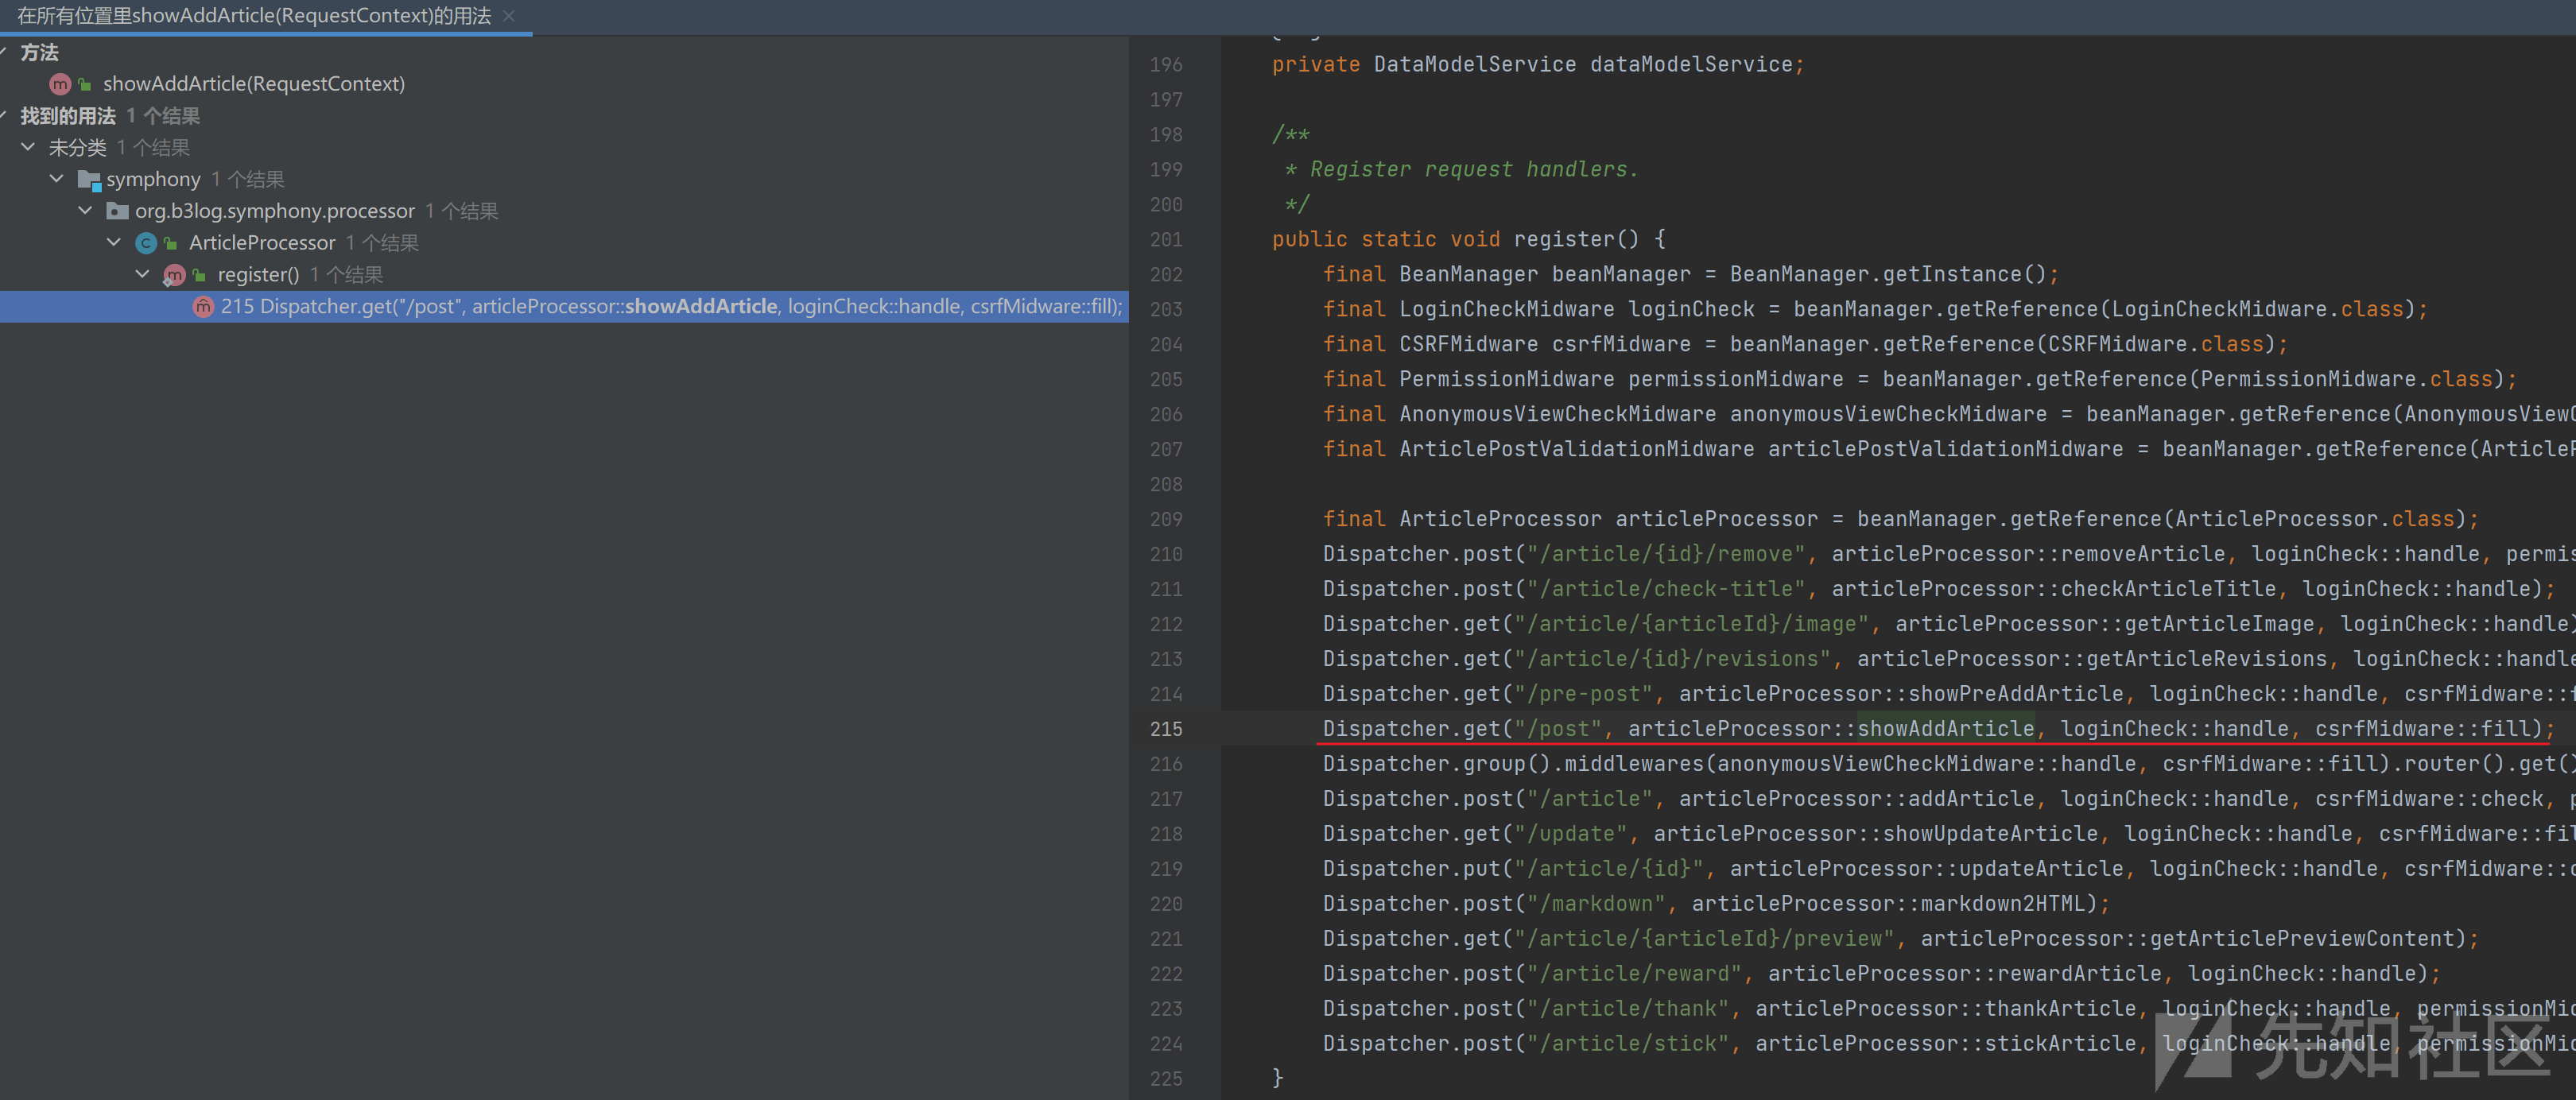 在所有位置里showAddArticle(RequestContext)的用法
方法
showAddArticle(RequestContext)
找到的用法 1 个结果
未分类 1 个结果
symphony 1 个结果
org.b3log.symphony.processor 1 个结果
ArticleProcessor 1 个结果
register() 1 个结果
215 Dispatcher.get("/post", articleProcessor::showAddArticle, loginCheck::handle, csrfMidware::fill);
196 private DataModelService dataModelService;
197
198 /**
199 * Register request handlers.
200 */
201 public static void register() {
202 final BeanManager beanManager = BeanManager.getInstance();
203 final LoginCheckMidware loginCheck = beanManager.getReference(LoginCheckMidware.class);
204 final CSRFMidware csrfMidware = beanManager.getReference(CSRFMidware.class);
205 final PermissionMidware permissionMidware = beanManager.getReference(PermissionMidware.class);
206 final AnonymousViewCheckMidware anonymousViewCheckMidware = beanManager.getReference(AnonymousViewC
207 final ArticlePostValidationMidware articlePostValidationMidware = beanManager.getReference(ArticleP
208
209 final ArticleProcessor articleProcessor = beanManager.getReference(ArticleProcessor.class);
210 Dispatcher.post("/article/{id}/remove", articleProcessor::removeArticle, loginCheck::handle, permis
211 Dispatcher.post("/article/check-title", articleProcessor::checkArticleTitle, loginCheck::handle);
212 Dispatcher.get("/article/{articleId}/image", articleProcessor::getArticleImage, loginCheck::handle)
213 Dispatcher.get("/article/{id}/revisions", articleProcessor::getArticleRevisions, loginCheck::handle
214 Dispatcher.get("/pre-post", articleProcessor::showPreAddArticle, loginCheck::handle, csrfMidware::f
215 Dispatcher.get("/post", articleProcessor::showAddArticle, loginCheck::handle, csrfMidware::fill);
216 Dispatcher.group().middlewares(anonymousViewCheckMidware::handle, csrfMidware::fill).router().get()
217 Dispatcher.post("/article", articleProcessor::addArticle, loginCheck::handle, csrfMidware::check, p
218 Dispatcher.get("/update", articleProcessor::showUpdateArticle, loginCheck::handle, csrfMidware::fil
219 Dispatcher.put("/article/{id}", articleProcessor::updateArticle, loginCheck::handle, csrfMidware::c
220 Dispatcher.post("/markdown", articleProcessor::markdown2HTML);
221 Dispatcher.get("/article/{articleId}/preview", articleProcessor::getArticlePreviewContent);
222 Dispatcher.post("/article/reward", articleProcessor::rewardArticle, loginCheck::handle);
223 Dispatcher.post("/article/thank", articleProcessor::thankArticle, loginCheck::handle, permissionMid
224 Dispatcher.post("/article/stick", articleProcessor::stickArticle, loginCheck::handle, permissionMid
225 }
先知社区